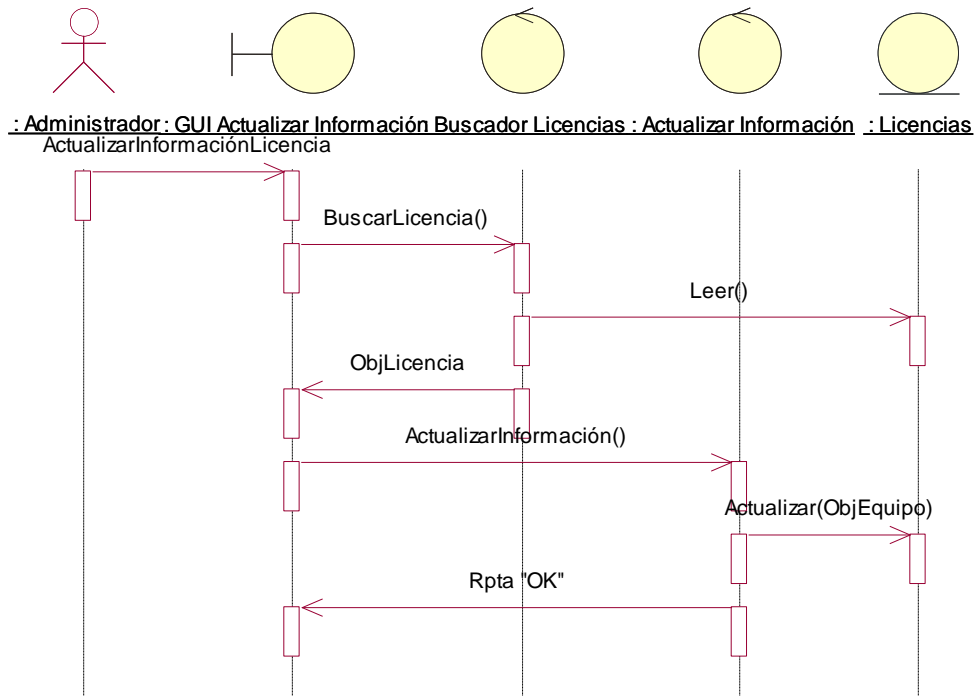 : Administrador : GUI Actualizar Información : Buscador Licencias : Actualizar Información : Licencias
ActualizarInformaciónLicencia
BuscarLicencia()
Leer()
ObjLicencia
ActualizarInformación()
Actualizar(ObjEquipo)
Rpta "OK"